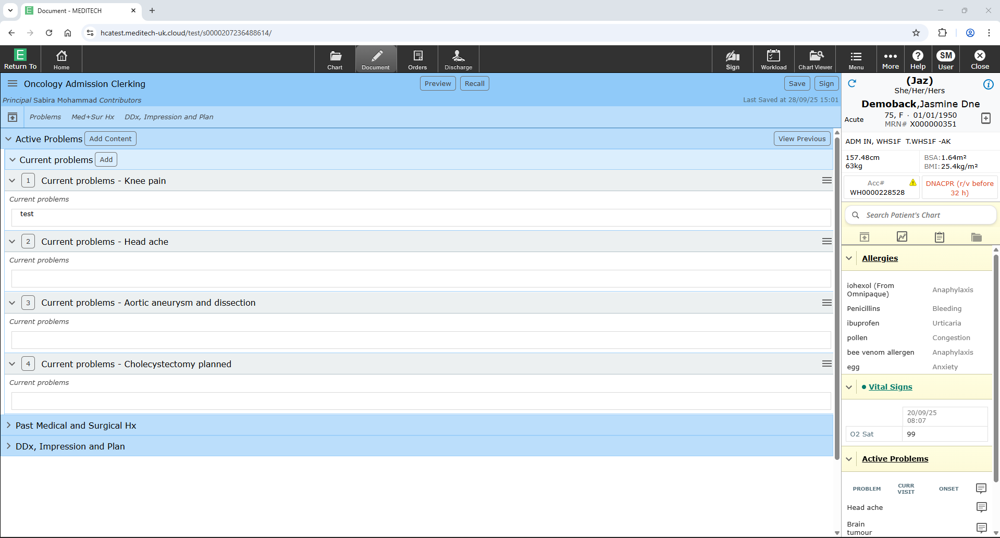 Document - MEDITECH
hcatest.meditech-uk.cloud/test/s0000207236488614/
E
Return To
Home
Chart
Document
Orders
Discharge
Sign
Workload
Chart Viewer
Menu
More
Help
SM
User
Close
Oncology Admission Clerking
Preview
Recall
Save
Sign
Principal Sabira Mohammad Contributors
Last Saved at 28/09/25 15:01
Problems
Med+Sur Hx
DDx, Impression and Plan
Active Problems
Add Content
View Previous
Current problems
Add
1
Current problems - Knee pain
Current problems
test
2
Current problems - Head ache
Current problems
3
Current problems - Aortic aneurysm and dissection
Current problems
4
Current problems - Cholecystectomy planned
Current problems
Past Medical and Surgical Hx
DDx, Impression and Plan
(Jaz)
She/Her/Hers
Demoback,Jasmine Dne
Acute
75, F · 01/01/1950
MRN# X000000351
ADM IN, WHS1F T.WHS1F -AK
157.48cm
63kg
BSA:1.64m²
BMI:25.4kg/m²
Acc#
WH0000228528
DNACPR (r/v before
32 h)
Search Patient's Chart
Allergies
iohexol (From
Omnipaque)
Anaphylaxis
Penicillins
Bleeding
ibuprofen
Urticaria
pollen
Congestion
bee venom allergen
Anaphylaxis
egg
Anxiety
Vital Signs
20/09/25
08:07
O2 Sat
99
Active Problems
PROBLEM
CURR
VISIT
ONSET
Head ache
Brain
tumour